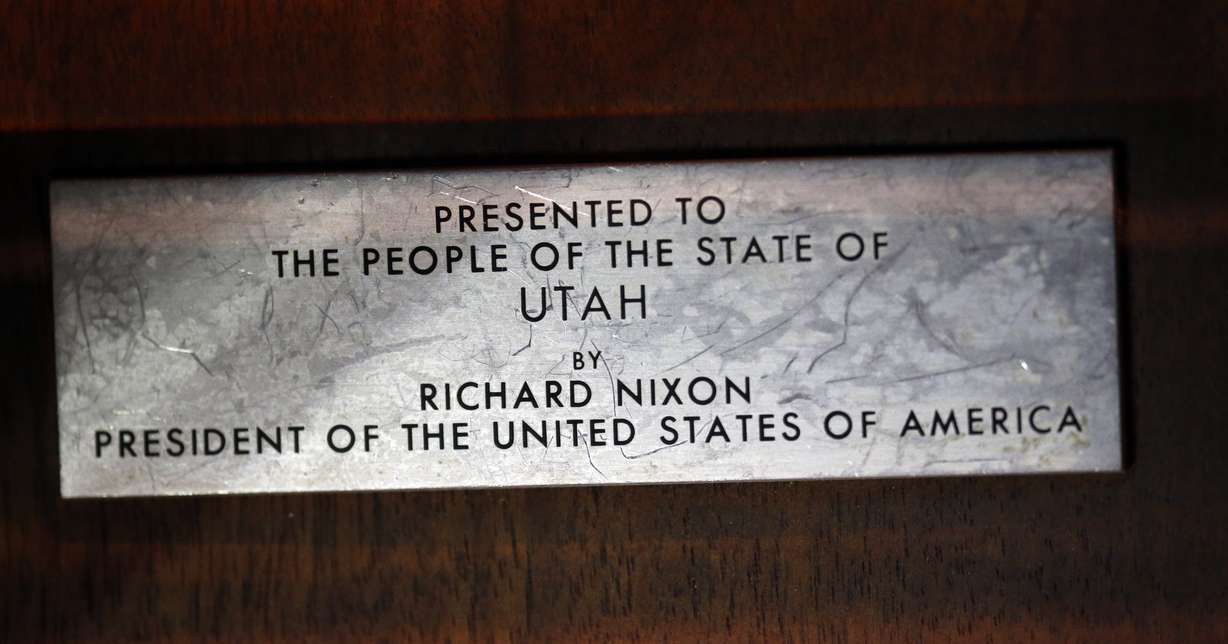 PRESENTED TO
THE PEOPLE OF THE STATE OF
UTAH
BY
RICHARD NIXON
PRESIDENT OF THE UNITED STATES OF AMERICA